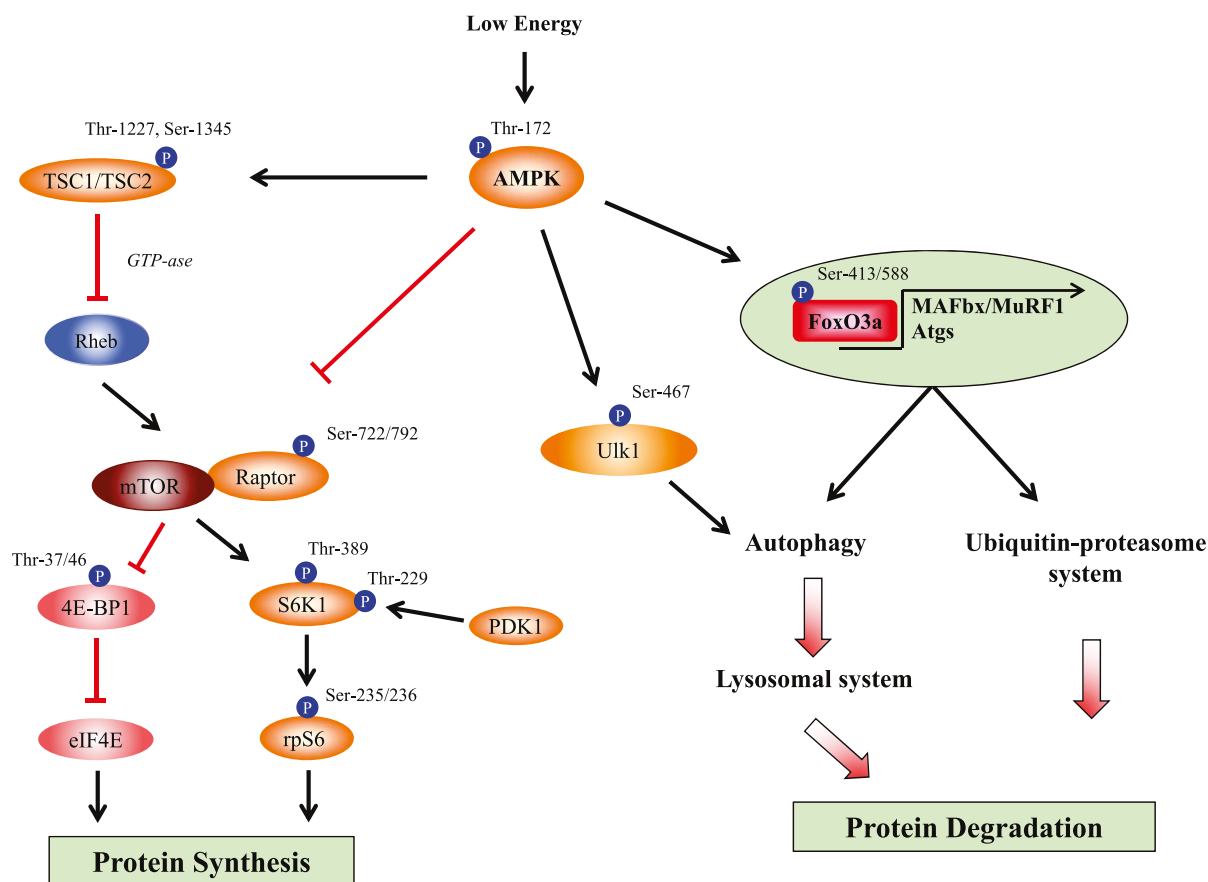 Low Energy
Thr-1227, Ser-1345
P
TSC1/TSC2
Thr-172
P
AMPK
GTP-ase
Rheb
Ser-413/588
P
FoxO3a
MAFbx/MuRF1
Atgs
Ser-722/792
P
mTOR
Raptor
Ser-467
P
Ulk1
Thr-37/46
P
4E-BP1
Thr-389
P
Thr-229
P
S6K1
PDK1
Autophagy
Ubiquitin-proteasome
system
Lysosomal system
eIF4E
Ser-235/236
P
rpS6
Protein Synthesis
Protein Degradation